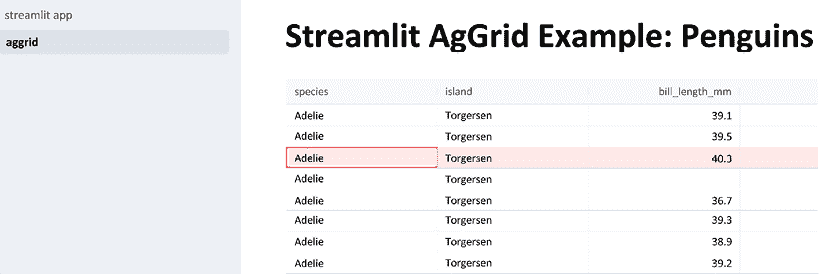 streamlit app
aggrid
Streamlit AgGrid Example: Penguins
species island bill_length_mm
Adelie Torgersen 39.1
Adelie Torgersen 39.5
Adelie Torgersen 40.3
Adelie Torgersen
Adelie Torgersen 36.7
Adelie Torgersen 39.3
Adelie Torgersen 38.9
Adelie Torgersen 39.2